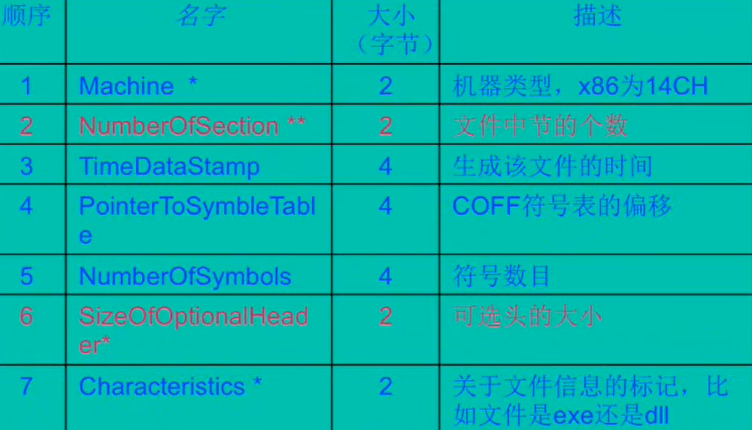 顺序 名字 大小 描述
（字节）
1 Machine * 2 机器类型，x86为14CH
2 NumberOfSection ** 2 文件中节的个数
3 TimeDataStamp 4 生成该文件的时间
4 PointerToSymbleTabl 4 COFF符号表的偏移
e
5 NumberOfSymbols 4 符号数目
6 SizeOfOptionalHead 2 可选头的大小
er*
7 Characteristics * 2 关于文件信息的标记，比
如文件是exe还是dll